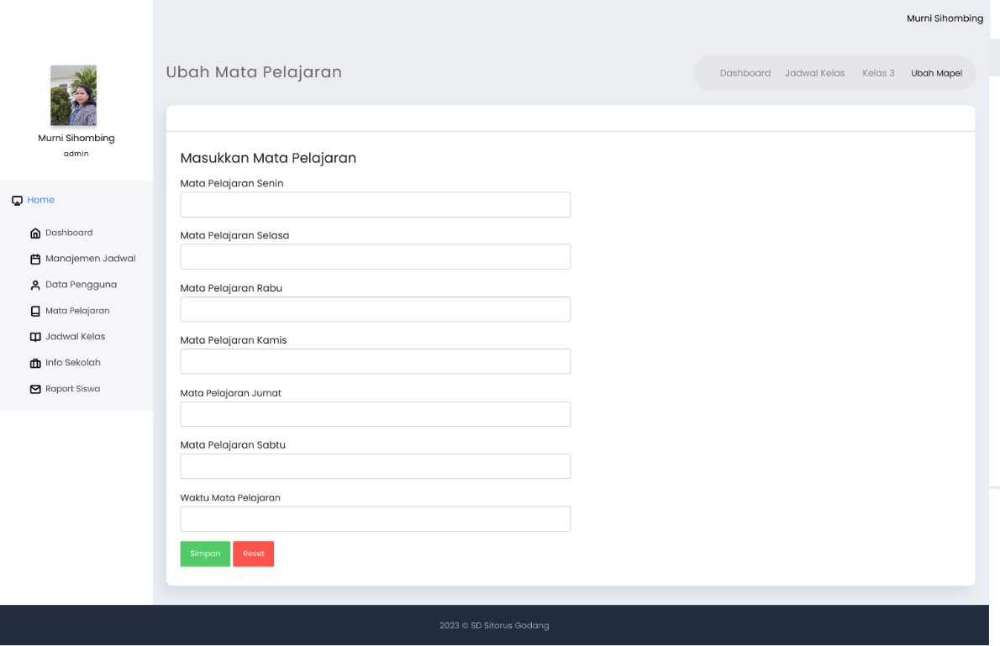 Murni Sihombing
Ubah Mata Pelajaran
Dashboard Jadwal Kelas Kelas 3 Ubah Mapel
Murni Sihombing
admin
Home
Dashboard
Manajemen Jadwal
Data Pengguna
Mata Pelajaran
Jadwal Kelas
Info Sekolah
Raport Siswa
Masukkan Mata Pelajaran
Mata Pelajaran Senin
Mata Pelajaran Selasa
Mata Pelajaran Rabu
Mata Pelajaran Kamis
Mata Pelajaran Jumat
Mata Pelajaran Sabtu
Waktu Mata Pelajaran
Simpan Reset
2023 © SD Sitorus Godang